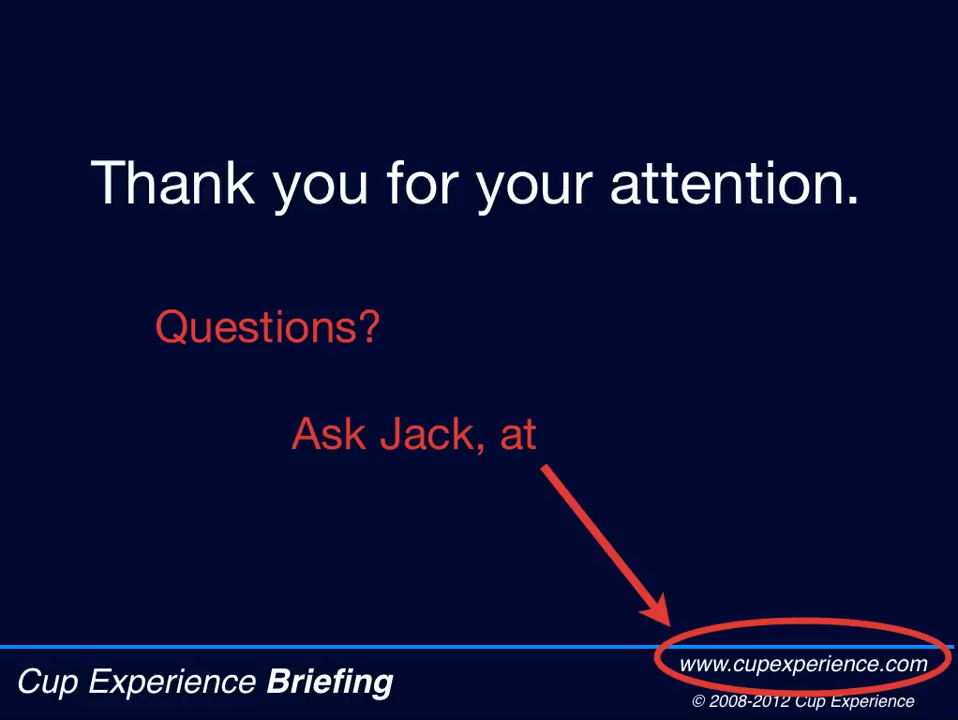 Thank you for your attention.
Questions?
Ask Jack, at
www.cupexperience.com
Cup Experience Briefing
© 2008-2012 Cup Experience